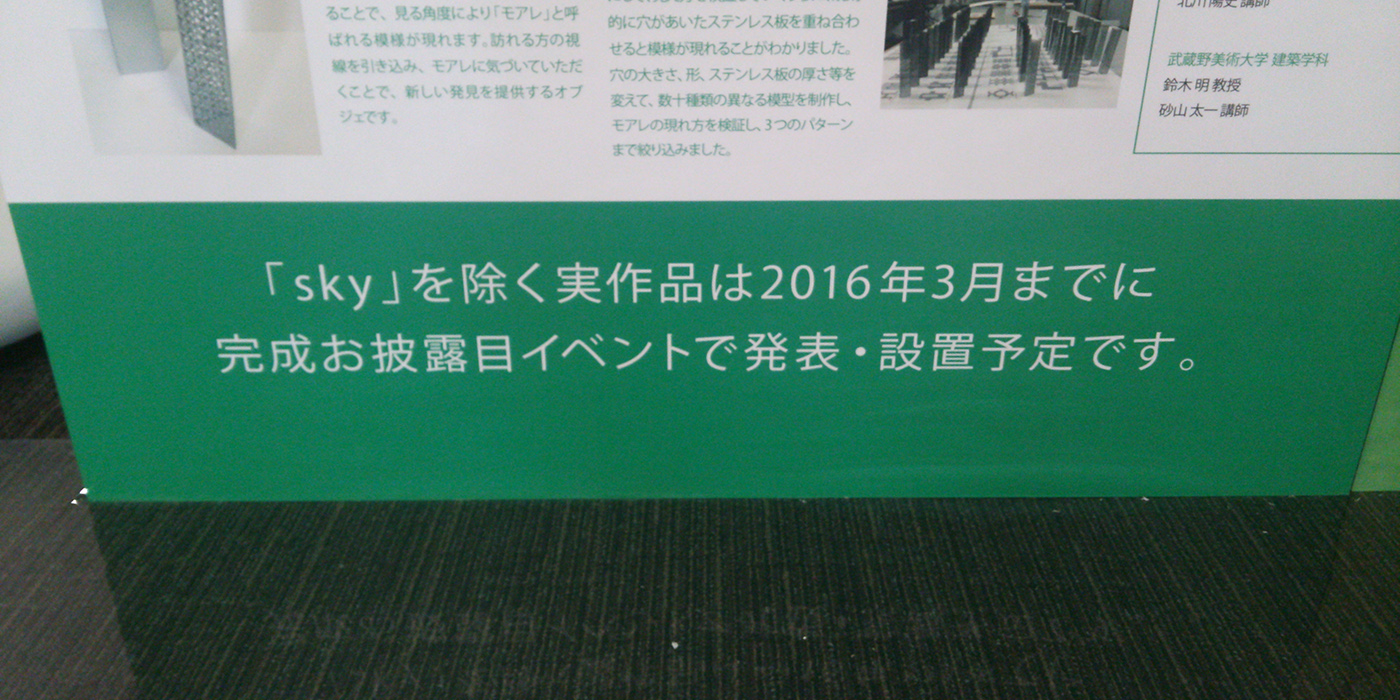 ることで、見る角度により「モアレ」と呼
ばれる模様が現れます。訪れる方の視
線を引き込み、モアレに気づいていただ
くことで、新しい発見を提供するオブ
ジェです。
的に穴があいたステンレス板を重ね合わ
せると模様が現れることがわかりました。
穴の大きさ、形、ステンレス板の厚さ等を
変えて、数十種類の異なる模型を制作し、
モアレの現れ方を検証し、3つのパターン
まで絞り込みました。
北川陽史 講師
武蔵野美術大学 建築学科
鈴木 明 教授
砂山 太一 講師
「sky」を除く実作品は2016年3月までに
完成お披露目イベントで発表・設置予定です。